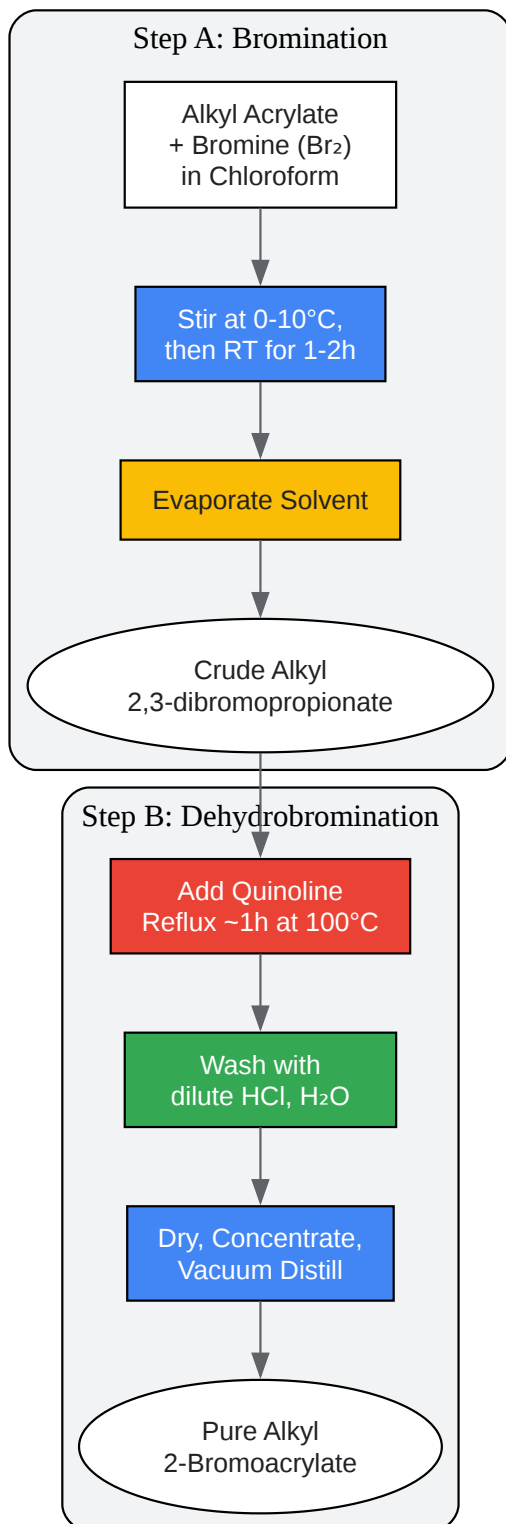 Step A: Bromination
Alkyl Acrylate
+ Bromine (Br₂)
in Chloroform
Stir at 0-10°C,
then RT for 1-2h
Evaporate Solvent
Crude Alkyl
2,3-dibromopropionate
Step B: Dehydrobromination
Add Quinoline
Reflux ~1h at 100°C
Wash with
dilute HCl, H₂O
Dry, Concentrate,
Vacuum Distill
Pure Alkyl
2-Bromoacrylate